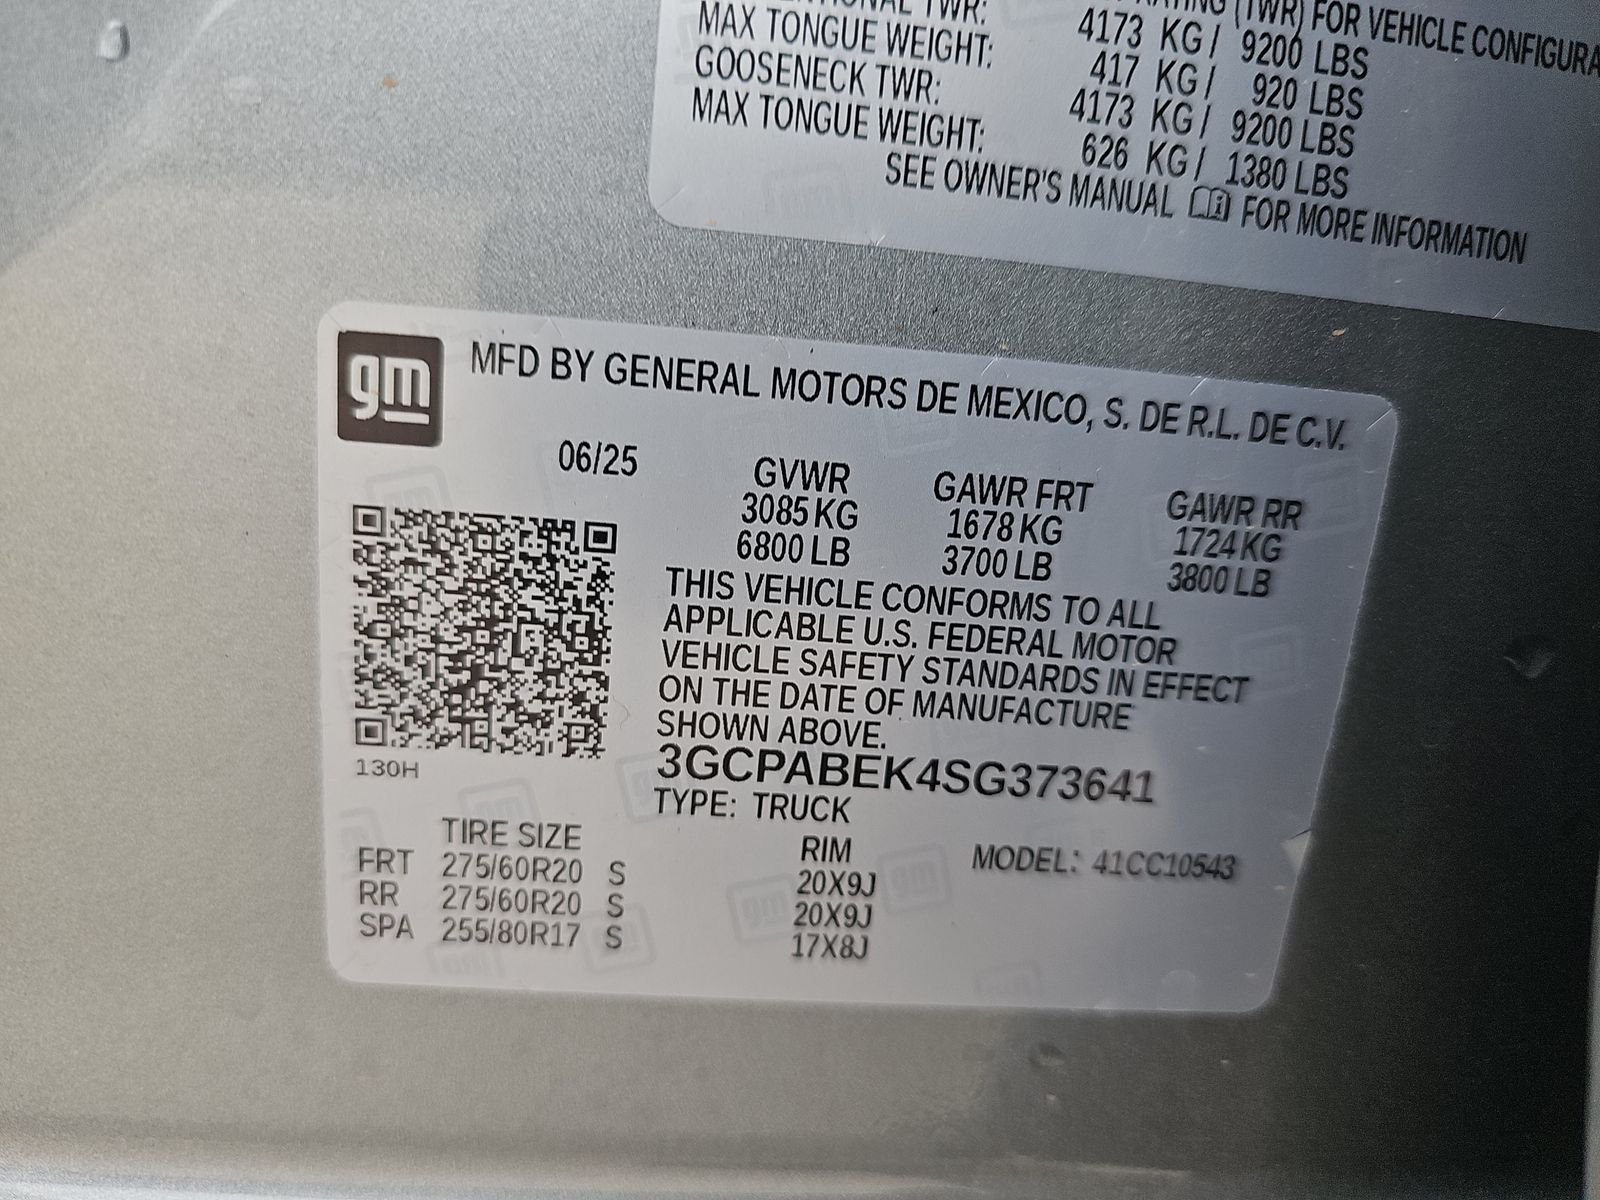 TWR:
(TWR) FOR VEHICLE CONFIGURA
4173 KG / 9200 LBS
MAX TONGUE WEIGHT: 417 KG / 920 LBS
GOOSENECK TWR: 4173 KG / 9200 LBS
MAX TONGUE WEIGHT: 626 KG / 1380 LBS
SEE OWNER'S MANUAL FOR MORE INFORMATION
gm
MFD BY GENERAL MOTORS DE MEXICO, S. DE R.L. DE C.V.
06/25
GVWR GAWR FRT GAWR RR
3085 KG 1678 KG 1724 KG
6800 LB 3700 LB 3800 LB
THIS VEHICLE CONFORMS TO ALL
APPLICABLE U.S. FEDERAL MOTOR
VEHICLE SAFETY STANDARDS IN EFFECT
ON THE DATE OF MANUFACTURE
SHOWN ABOVE.
3GCPABEK4SG373641
130H
TYPE: TRUCK
TIRE SIZE RIM MODEL: 41CC10543
FRT 275/60R20 S 20X9J
RR 275/60R20 S 20X9J
SPA 255/80R17 S 17X8J